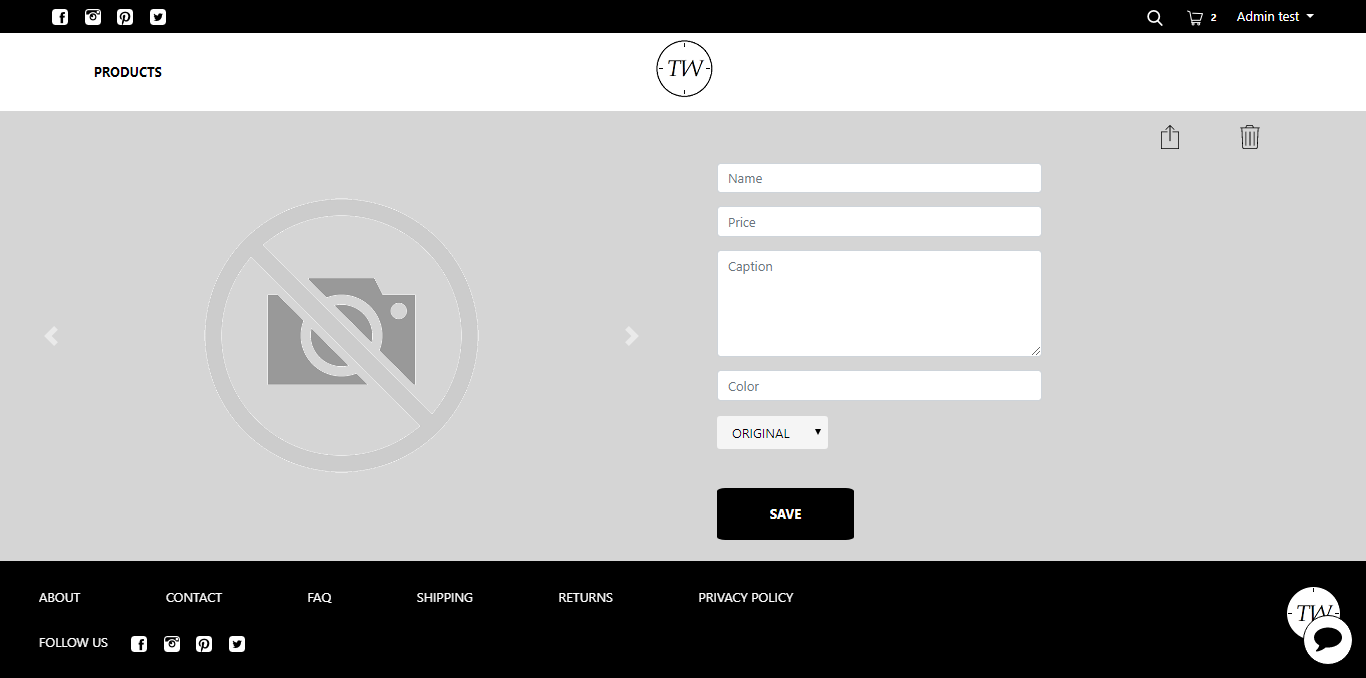 2 Admin test
PRODUCTS
TW
Name
Price
Caption
Color
ORIGINAL
SAVE
ABOUT CONTACT FAQ SHIPPING RETURNS PRIVACY POLICY
TW
FOLLOW US